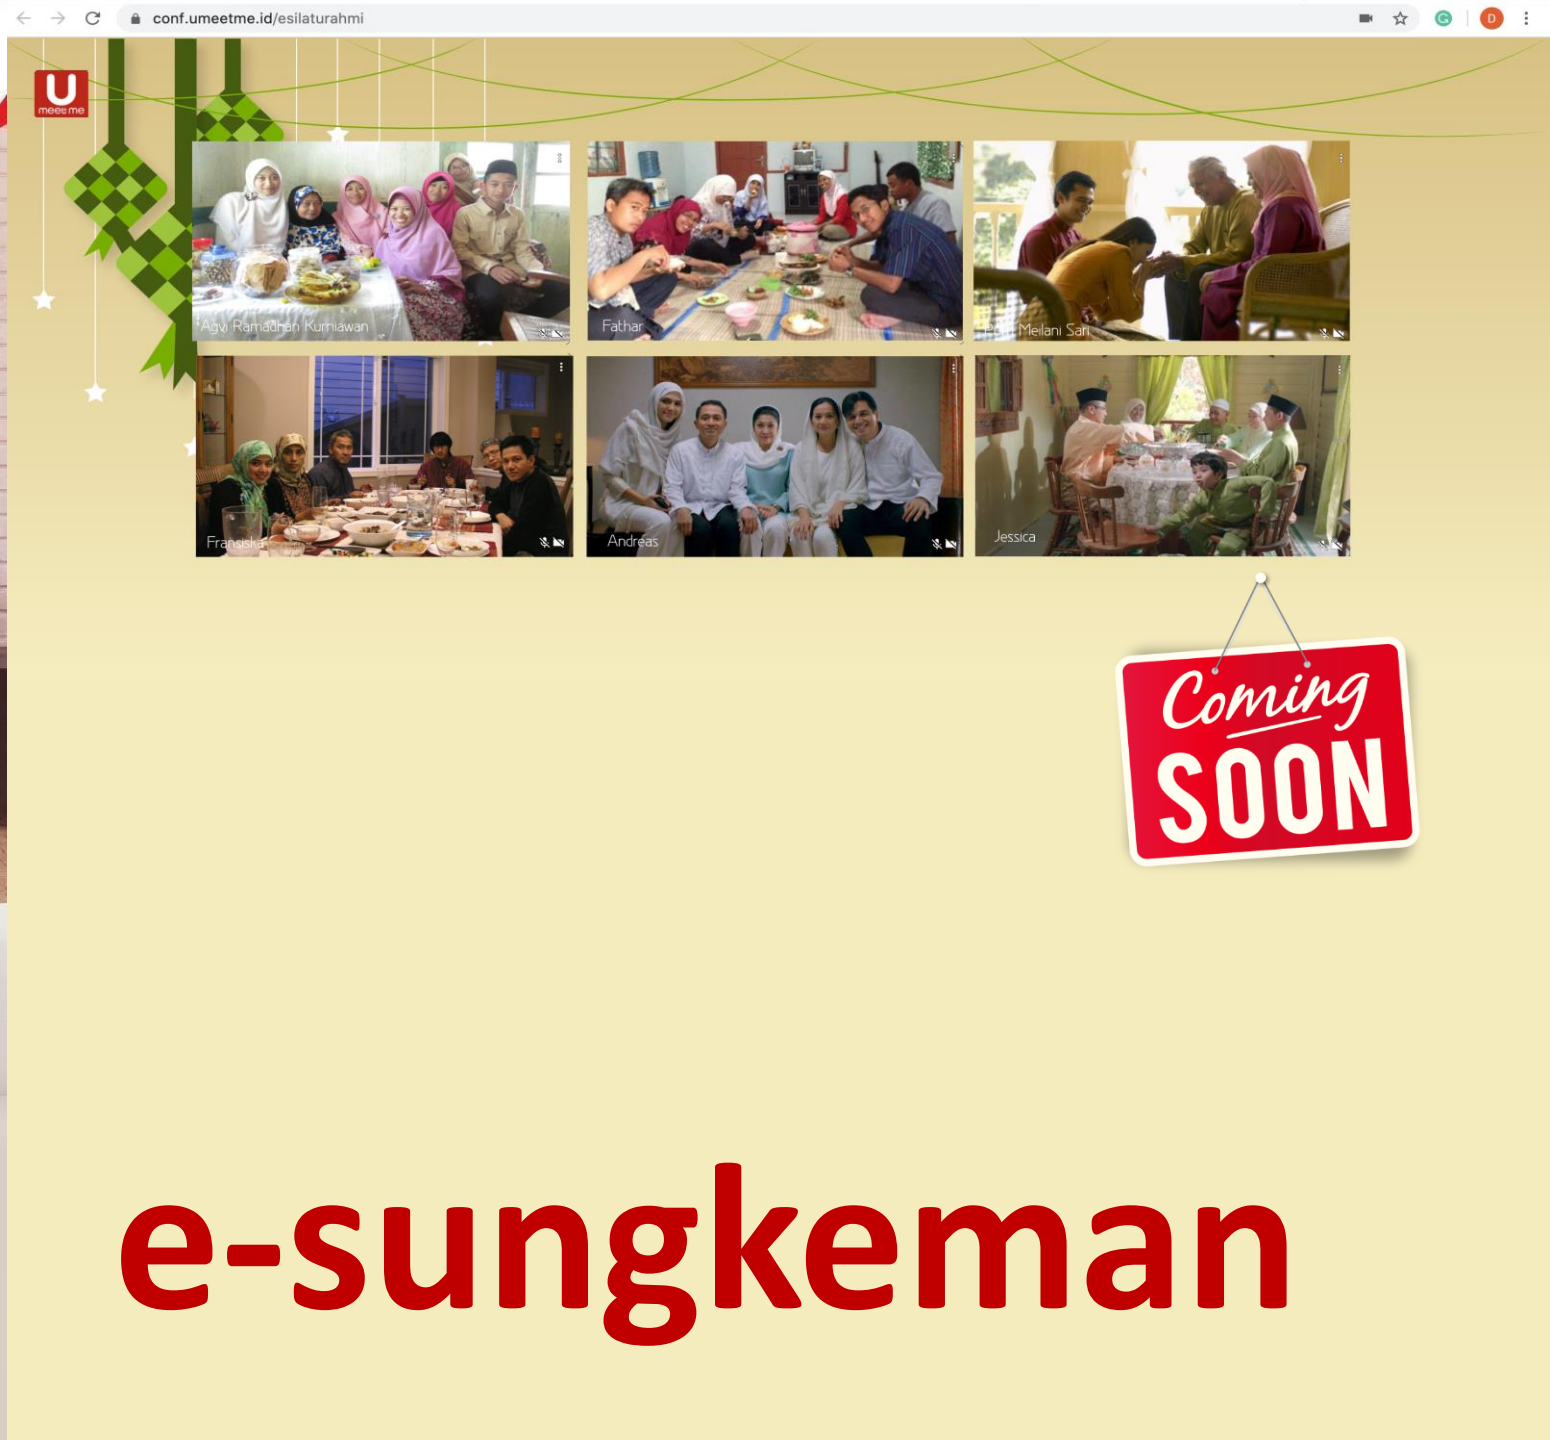 conf.umeetme.id/esilaturahmi
D
U
meet me
Agvi Ramadhan Kurniawan
Fathar
Meilani Sari
Fransiska
Andreas
Jessica
Coming
SOON
e-sungkeman